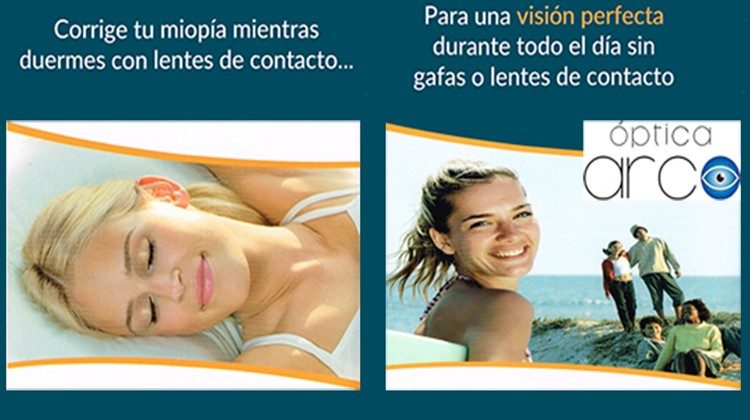 Corrige tu miopía mientras
duermes con lentes de contacto...
Para una visión perfecta
durante todo el día sin
gafas o lentes de contacto
óptica
arco